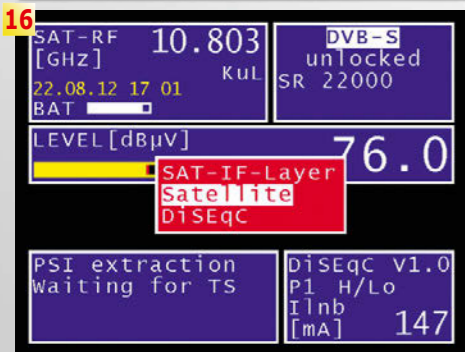 16
SAT-RF 10.803
[GHz]
KuL
22.08.12 17 01
BAT
DVB-S
unlocked
SR 22000
LEVEL[dBµV] 76.0
SAT-IF-Layer
Satellite
DiSEqC
PSI extraction
Waiting for TS
DiSEqC V1.0
P1 H/Lo
Ilnb
[mA] 147